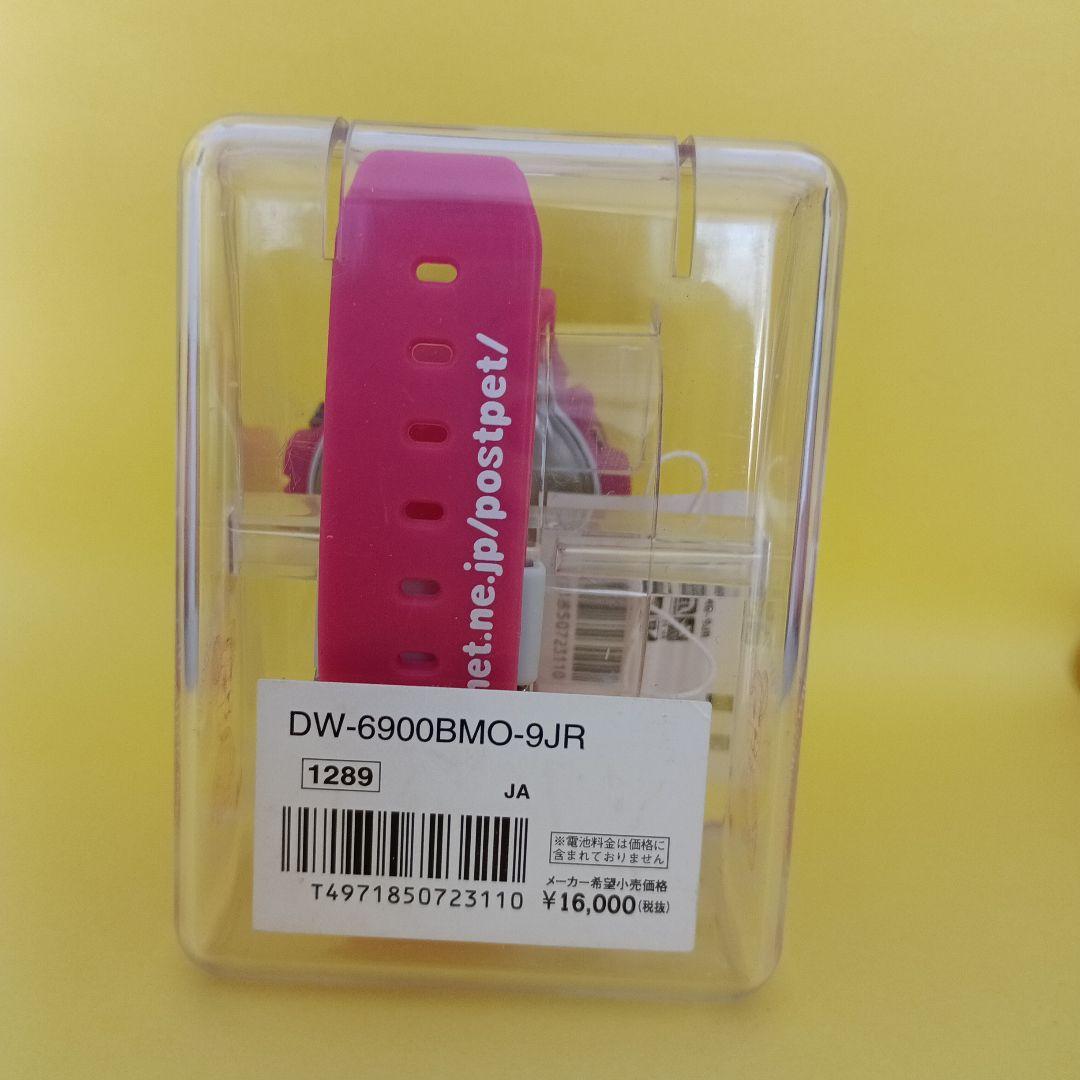 net.ne.jp/postpet/
850723110
DW-6900BMO-9JR
1289
JA
※電池料金は価格に
含まれておりません
メーカー希望小売価格
T4971850723110
￥16,000(税抜)